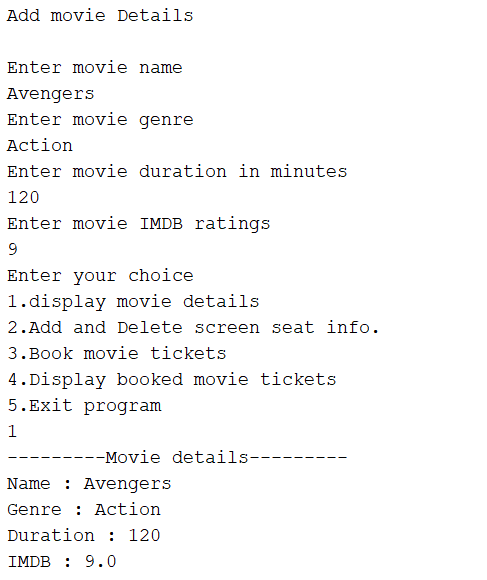 Add movie Details
Enter movie name
Avengers
Enter movie genre
Action
Enter movie duration in minutes
120
Enter movie IMDB ratings
9
Enter your choice
1.display movie details
2.Add and Delete screen seat info.
3.Book movie tickets
4.Display booked movie tickets
5.Exit program
1
---------Movie details---------
Name : Avengers
Genre : Action
Duration : 120
IMDB : 9.0